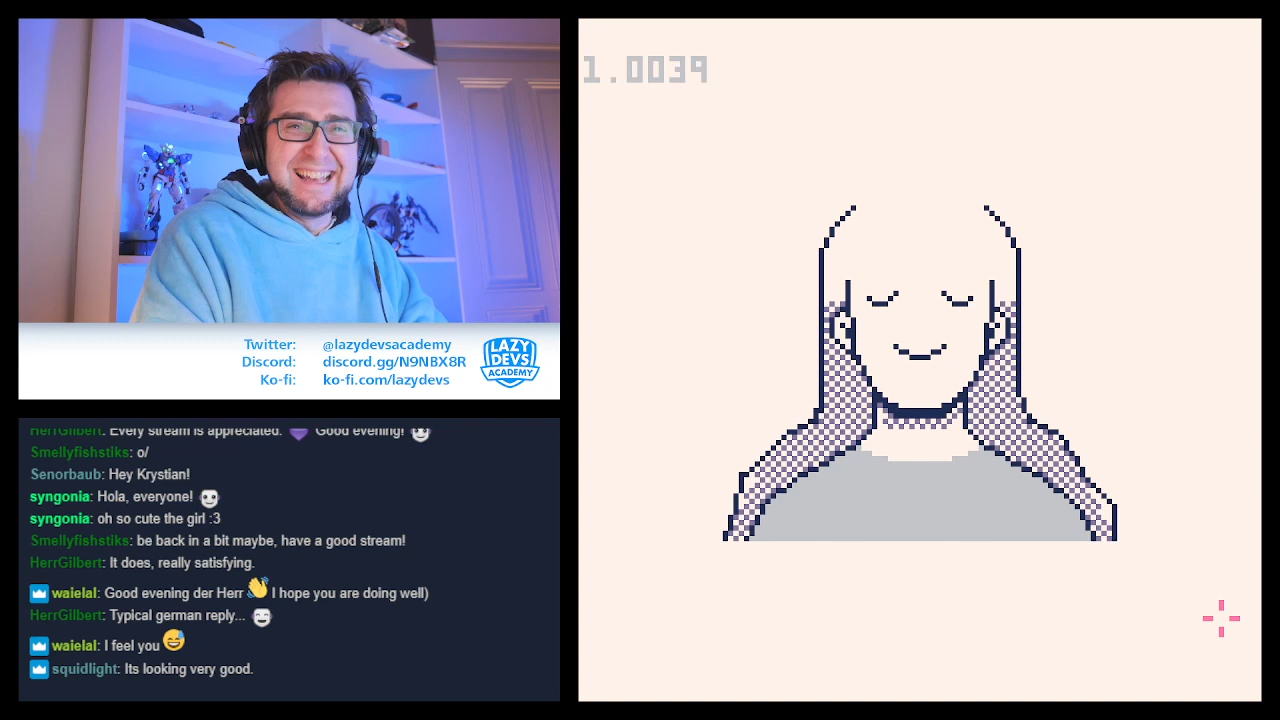 1.0039
Twitter: @lazydevsacademy
Discord: discord.gg/N9NBX8R
Ko-fi: ko-fi.com/lazydevs
LAZY
DEVS
ACADEMY
HerrGilbert: Every stream is appreciated. 💜 Good evening!
Smellyfishstiks: o/
Senorbaub: Hey Krystian!
syngonia: Hola, everyone!
syngonia: oh so cute the girl :3
Smellyfishstiks: be back in a bit maybe, have a good stream!
HerrGilbert: It does, really satisfying.
waielal: Good evening der Herr 👋 I hope you are doing well)
HerrGilbert: Typical german reply...
waielal: I feel you 😅
squidlight: Its looking very good.